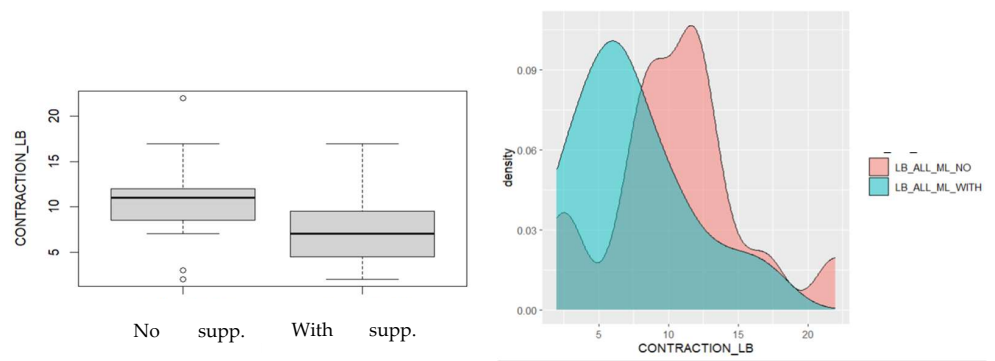 CONTRACTION_LB
5
10
15
20
No supp.
With supp.
density
0.00
0.03
0.06
0.09
5
10
15
20
CONTRACTION_LB
_ _
LB_ALL_ML_NO
LB_ALL_ML_WITH